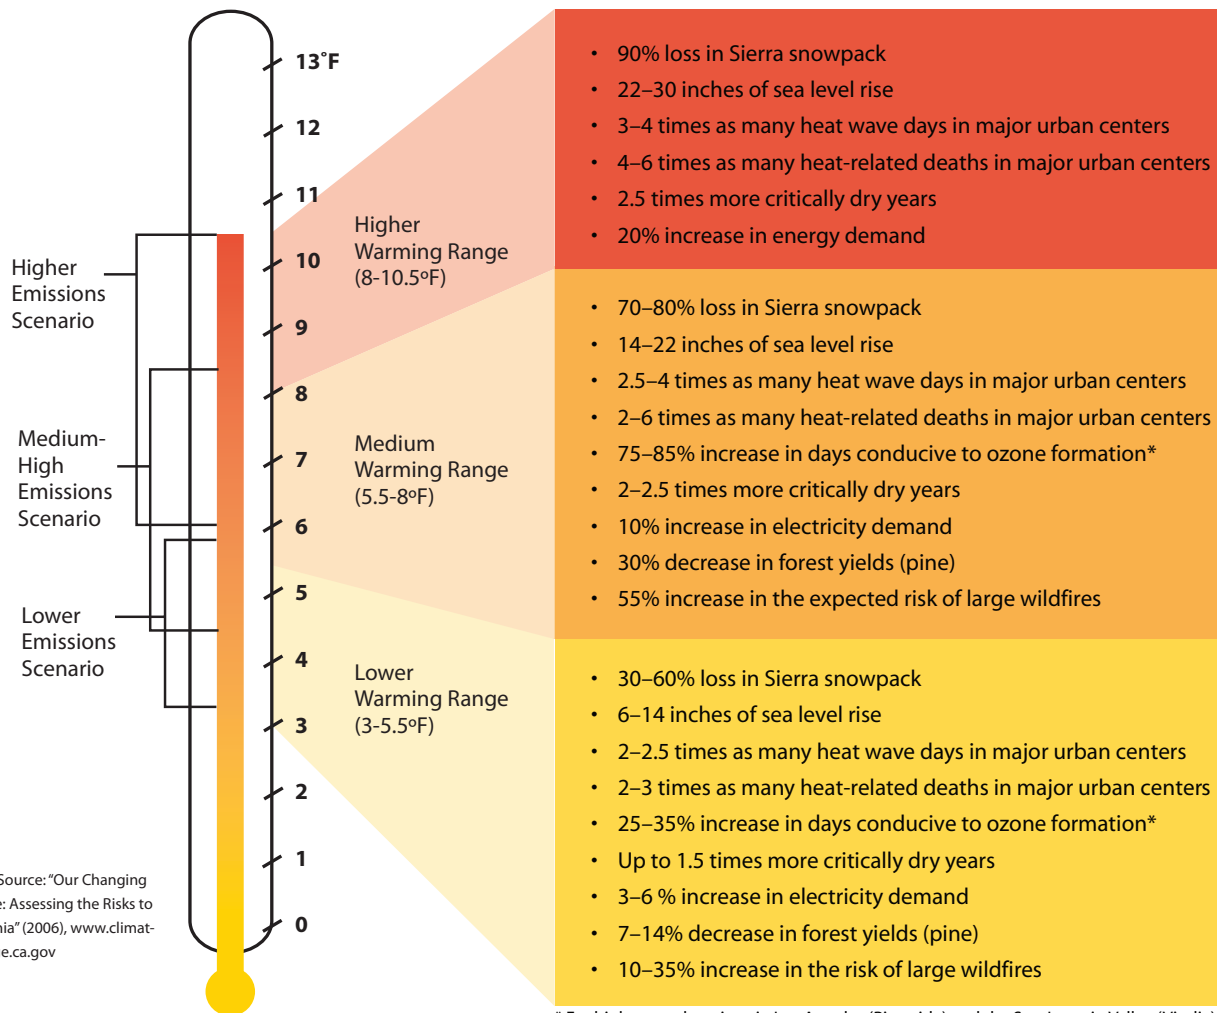 13˚F
12
11
10
9
8
7
6
5
4
3
2
1
0
Higher
Emissions
Scenario
Medium-
High
Emissions
Scenario
Lower
Emissions
Scenario
Higher
Warming Range
(8-10.5ºF)
Medium
Warming Range
(5.5-8ºF)
Lower
Warming Range
(3-5.5ºF)
• 90% loss in Sierra snowpack
• 22–30 inches of sea level rise
• 3–4 times as many heat wave days in major urban centers
• 4–6 times as many heat-related deaths in major urban centers
• 2.5 times more critically dry years
• 20% increase in energy demand
• 70–80% loss in Sierra snowpack
• 14–22 inches of sea level rise
• 2.5–4 times as many heat wave days in major urban centers
• 2–6 times as many heat-related deaths in major urban centers
• 75–85% increase in days conducive to ozone formation*
• 2–2.5 times more critically dry years
• 10% increase in electricity demand
• 30% decrease in forest yields (pine)
• 55% increase in the expected risk of large wildfires
• 30–60% loss in Sierra snowpack
• 6–14 inches of sea level rise
• 2–2.5 times as many heat wave days in major urban centers
• 2–3 times as many heat-related deaths in major urban centers
• 25–35% increase in days conducive to ozone formation*
• Up to 1.5 times more critically dry years
• 3–6 % increase in electricity demand
• 7–14% decrease in forest yields (pine)
• 10–35% increase in the risk of large wildfires
Source: “Our Changing
: Assessing the Risks to
nia” (2006), www.climat-
e.ca.gov